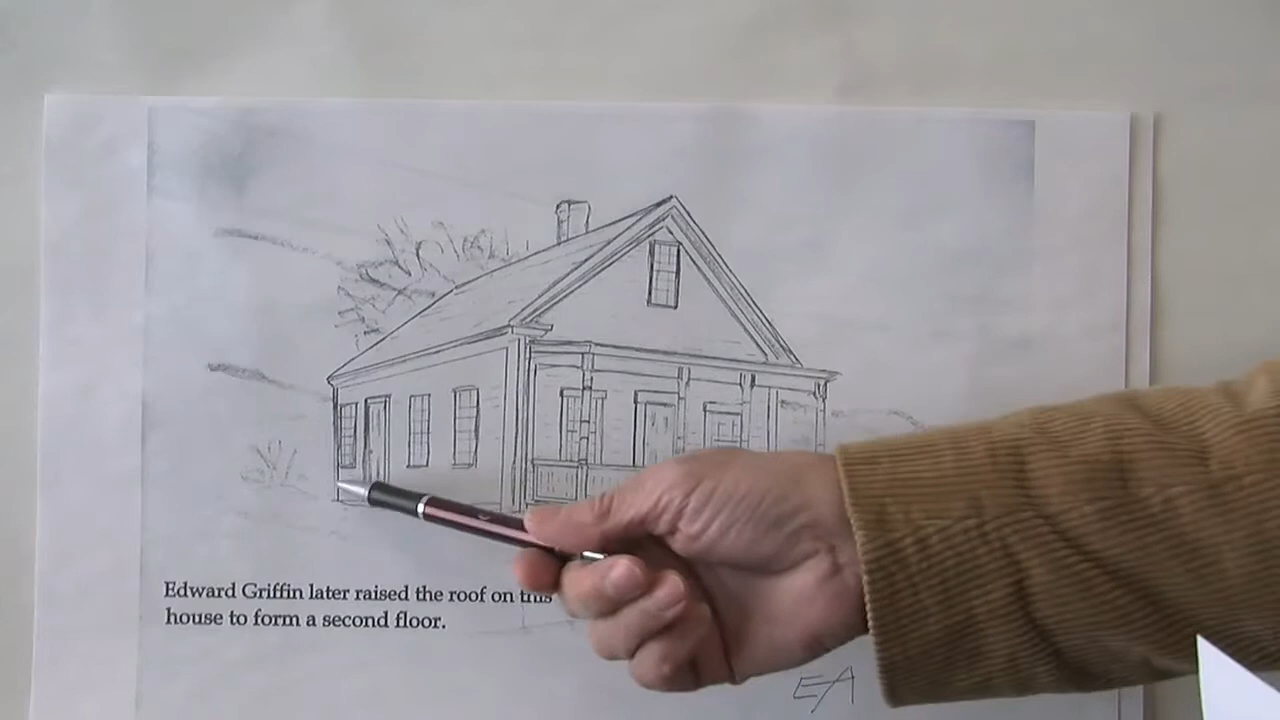 Edward Griffin later raised the roof on this
house to form a second floor.
EA